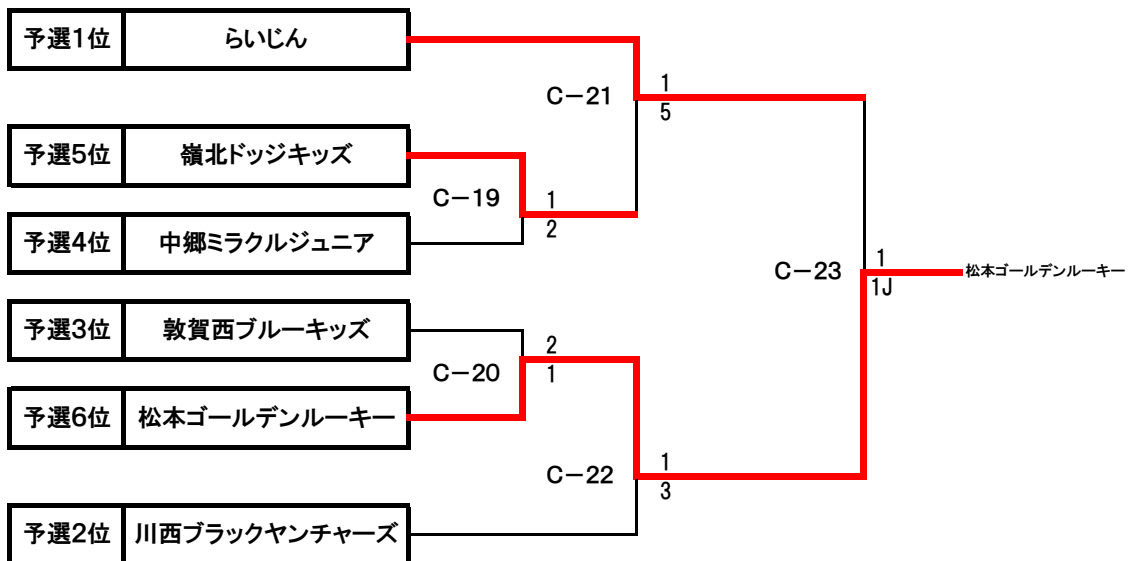 予選1位 らいじん
C－21
1
5
予選5位 嶺北ドッジキッズ
C－19
1
2
予選4位 中郷ミラクルジュニア
C－23
1
1J
松本ゴールデンルーキー
予選3位 敦賀西ブルーキッズ
C－20
2
1
予選6位 松本ゴールデンルーキー
C－22
1
3
予選2位 川西ブラックヤンチャーズ